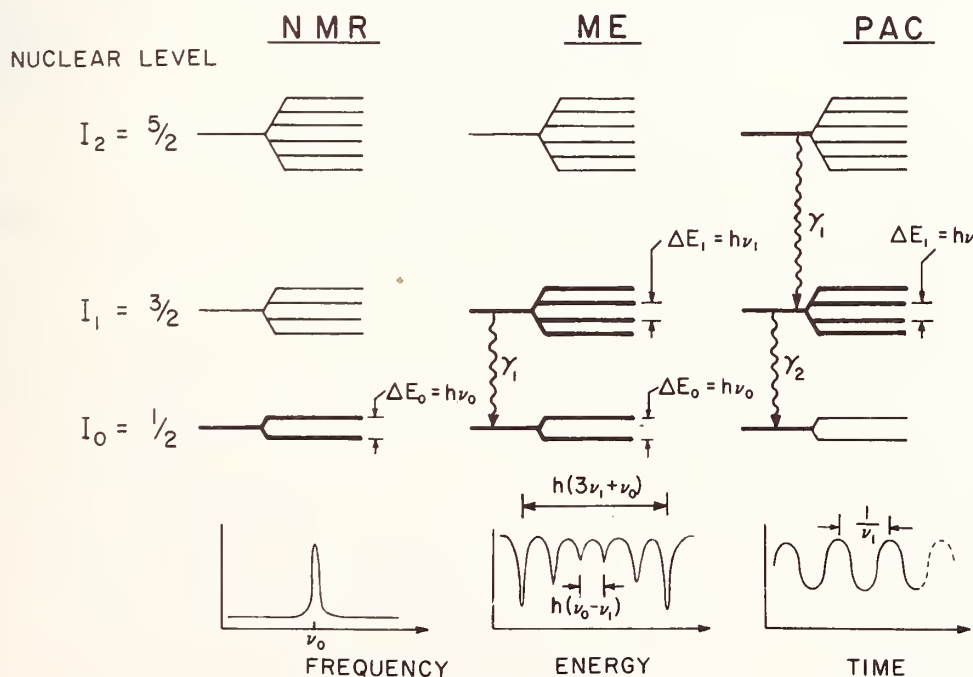 NMR ME PAC
NUCLEAR LEVEL
I₂ = 5/2
γ₁
ΔE₁ = hν₁
ΔE₁ = hν
I₁ = 3/2
γ₁
γ₂
ΔE₀ = hν₀
ΔE₀ = hν₀
I₀ = 1/2
h(3ν₁+ν₀)
1/ν₁
h(ν₀-ν₁)
ν₀
FREQUENCY ENERGY TIME